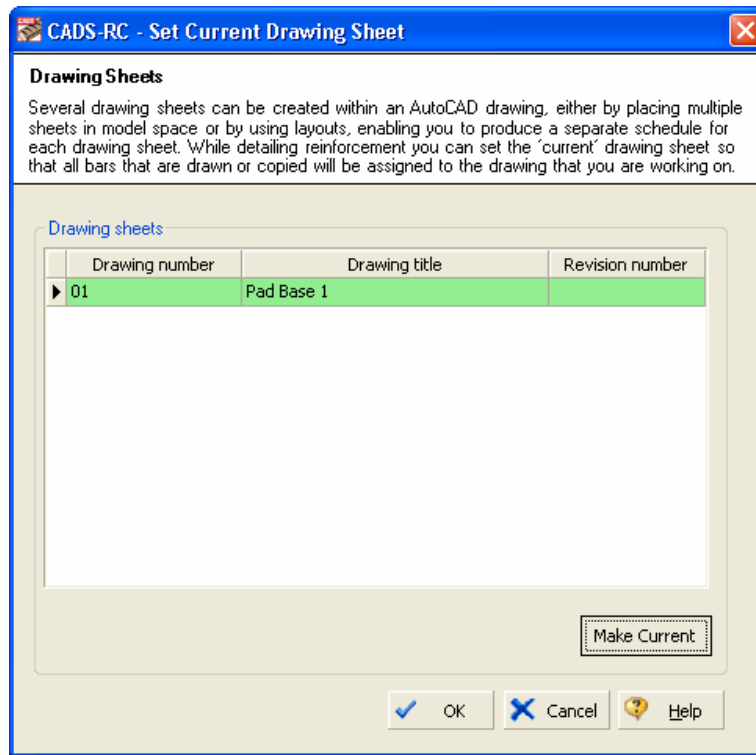 CADS-RC - Set Current Drawing Sheet
Drawing Sheets
Several drawing sheets can be created within an AutoCAD drawing, either by placing multiple
sheets in model space or by using layouts, enabling you to produce a separate schedule for
each drawing sheet. While detailing reinforcement you can set the 'current' drawing sheet so
that all bars that are drawn or copied will be assigned to the drawing that you are working on.
Drawing sheets
Drawing number Drawing title Revision number
01 Pad Base 1
Make Current
OK Cancel Help